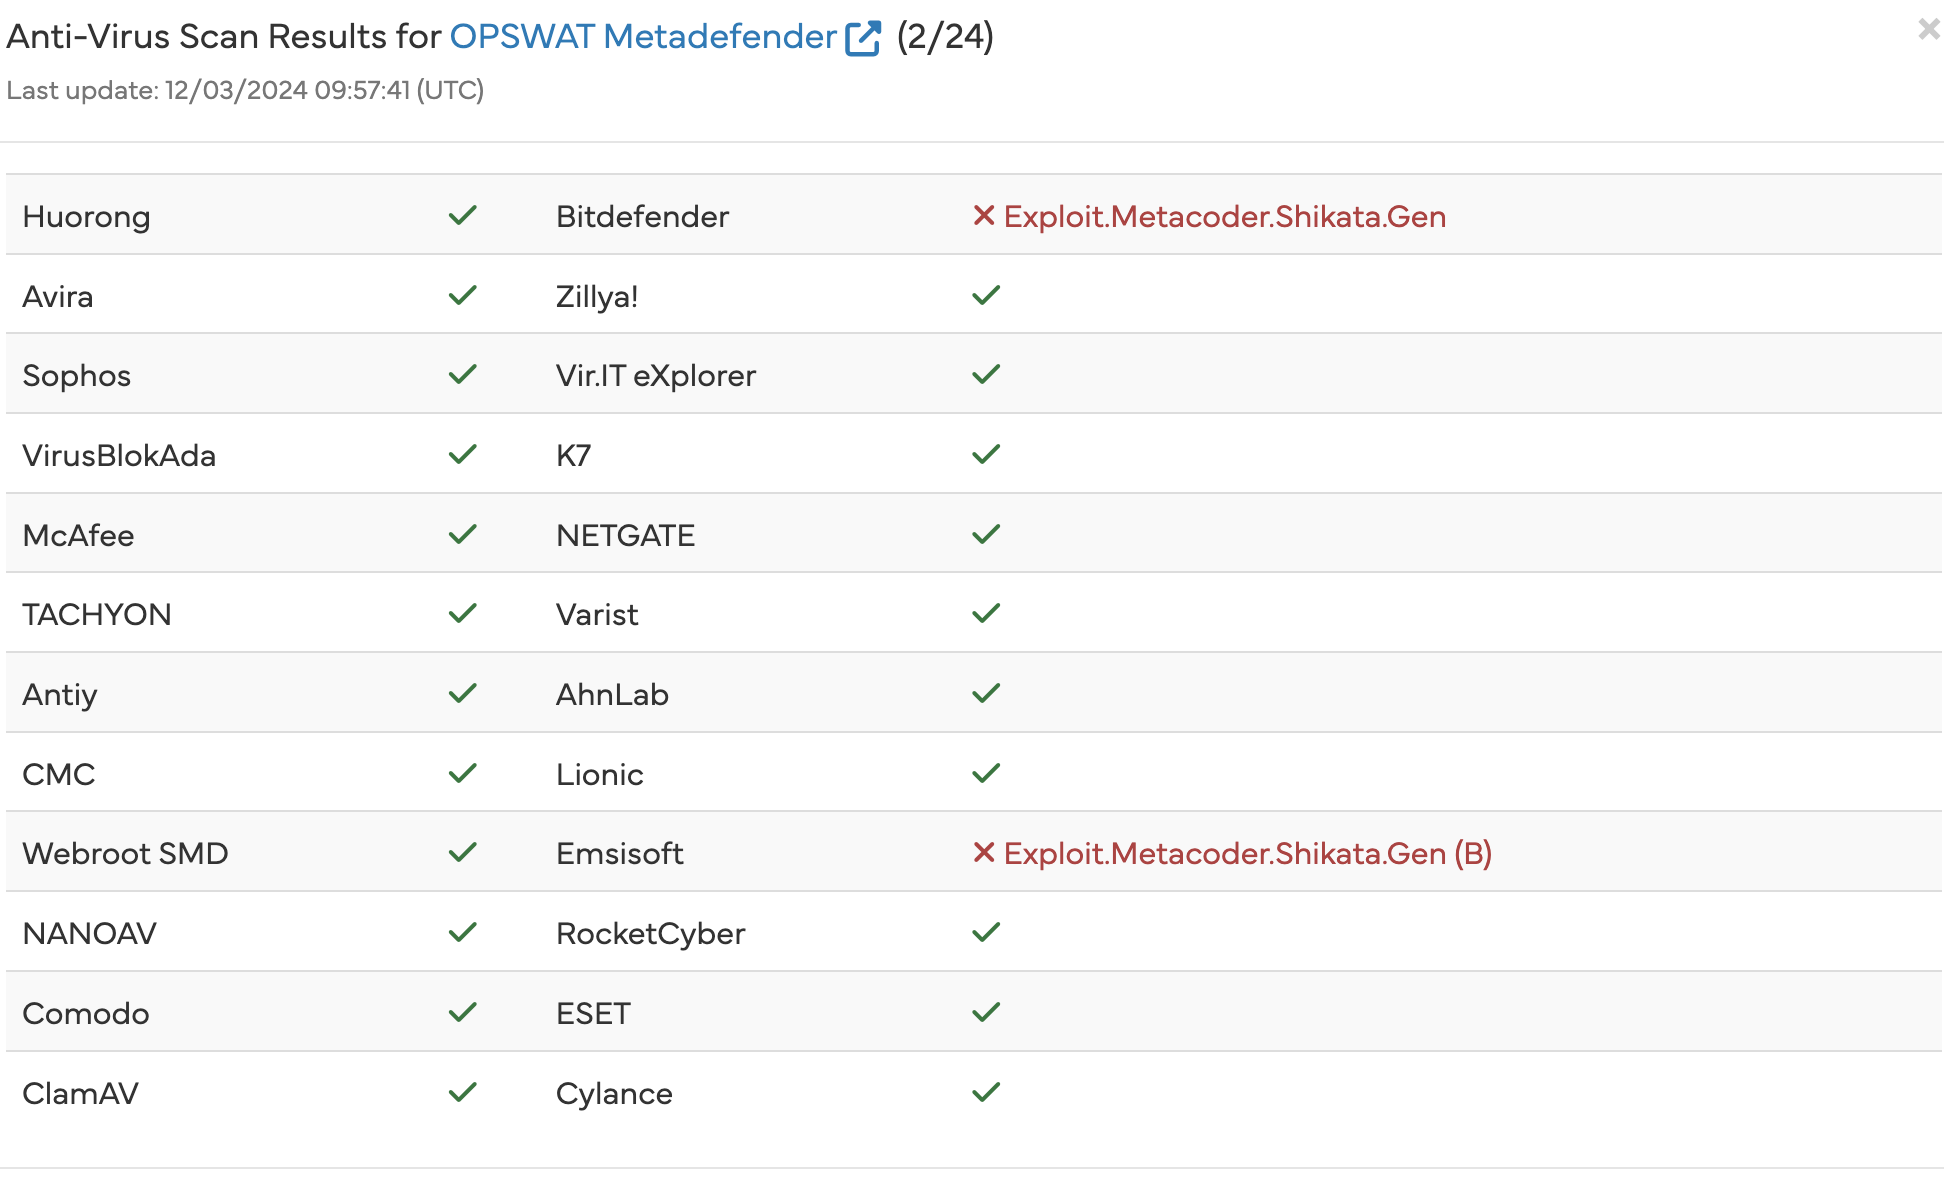 Anti-Virus Scan Results for OPSWAT Metadefender (2/24)
Last update: 12/03/2024 09:57:41 (UTC)
Huorong Bitdefender Exploit.Metacoder.Shikata.Gen
Avira Zillya!
Sophos Vir.IT eXplorer
VirusBlokAda K7
McAfee NETGATE
TACHYON Varist
Antiy AhnLab
CMC Lionic
Webroot SMD Emsisoft Exploit.Metacoder.Shikata.Gen (B)
NANOAV RocketCyber
Comodo ESET
ClamAV Cylance